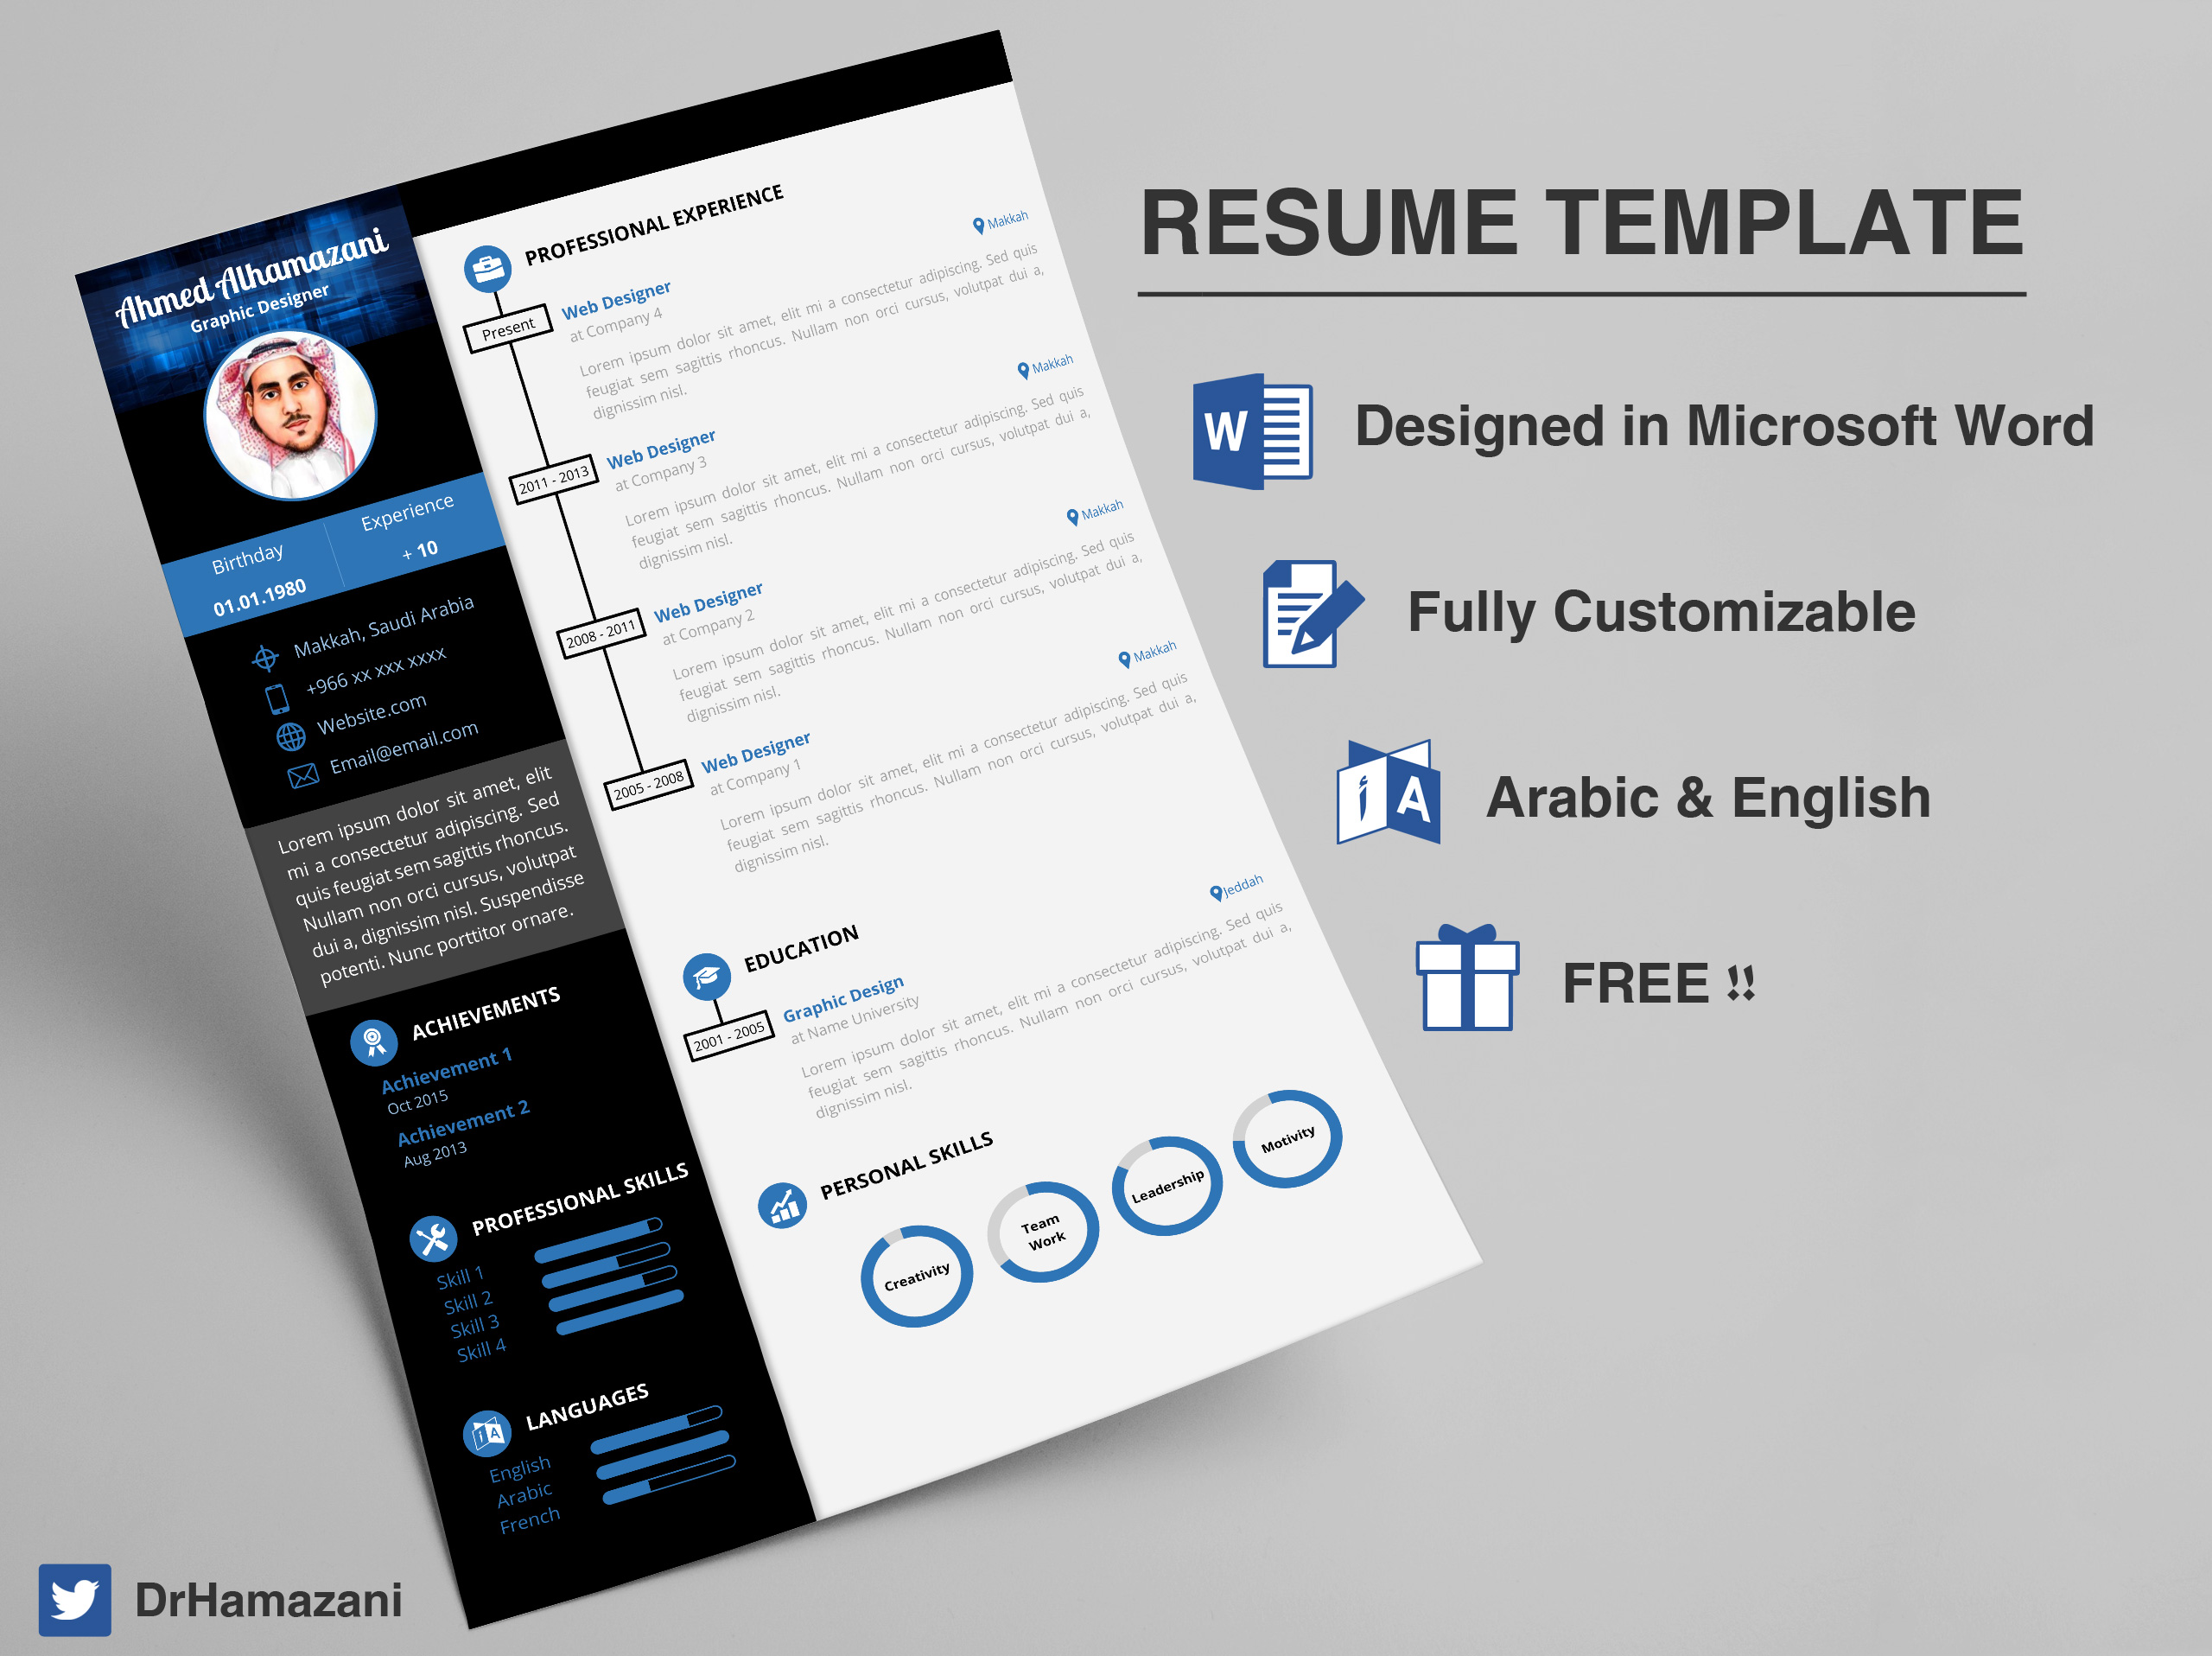 Ahmed Alhamazani
Graphic Designer
Birthday
01.01.1980
Experience
+ 10
Makkah, Saudi Arabia
+966 xx xxx xxxx
Website.com
Email@email.com
Lorem ipsum dolor sit amet, elit
mi a consectetur adipiscing. Sed
quis feugiat sem sagittis rhoncus.
Nullam non orci cursus, volutpat
dui a, dignissim nisl. Suspendisse
potenti. Nunc porttitor ornare.
ACHIEVEMENTS
Achievement 1
Oct 2015
Achievement 2
Aug 2013
PROFESSIONAL SKILLS
Skill 1
Skill 2
Skill 3
Skill 4
LANGUAGES
English
Arabic
French
PROFESSIONAL EXPERIENCE
Present
Web Designer
at Company 4
Makkah
Lorem ipsum dolor sit amet, elit mi a consectetur adipiscing. Sed quis
feugiat sem sagittis rhoncus. Nullam non orci cursus, volutpat dui a,
dignissim nisl.
2011 - 2013
Web Designer
at Company 3
Makkah
Lorem ipsum dolor sit amet, elit mi a consectetur adipiscing. Sed quis
feugiat sem sagittis rhoncus. Nullam non orci cursus, volutpat dui a,
dignissim nisl.
2008 - 2011
Web Designer
at Company 2
Makkah
Lorem ipsum dolor sit amet, elit mi a consectetur adipiscing. Sed quis
feugiat sem sagittis rhoncus. Nullam non orci cursus, volutpat dui a,
dignissim nisl.
2005 - 2008
Web Designer
at Company 1
Makkah
Lorem ipsum dolor sit amet, elit mi a consectetur adipiscing. Sed quis
feugiat sem sagittis rhoncus. Nullam non orci cursus, volutpat dui a,
dignissim nisl.
EDUCATION
2001 - 2005
Graphic Design
at Name University
Jeddah
Lorem ipsum dolor sit amet, elit mi a consectetur adipiscing. Sed quis
feugiat sem sagittis rhoncus. Nullam non orci cursus, volutpat dui a,
dignissim nisl.
PERSONAL SKILLS
Creativity
Team
Work
Leadership
Motivity
RESUME TEMPLATE
W
Designed in Microsoft Word
Fully Customizable
أ A
Arabic & English
FREE !!
DrHamazani